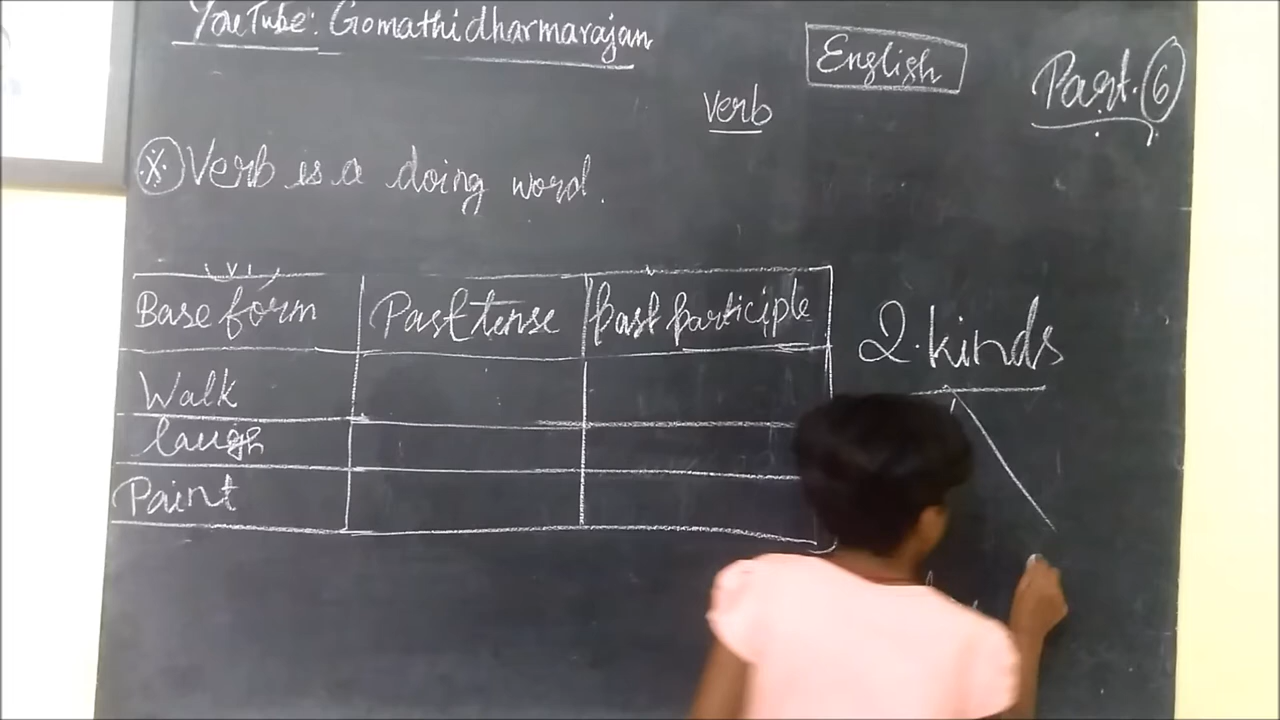 YouTube: Gomathidharmarajan
English
Part. 6
Verb
Verb is a doing word.
Base form Past tense Past participle
Walk
laugh
Paint
2. kinds